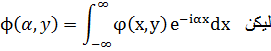 ϕ(α, y) = ∫_{-∞}^{∞} φ(x,y) e^{-iαx}dx ليكن